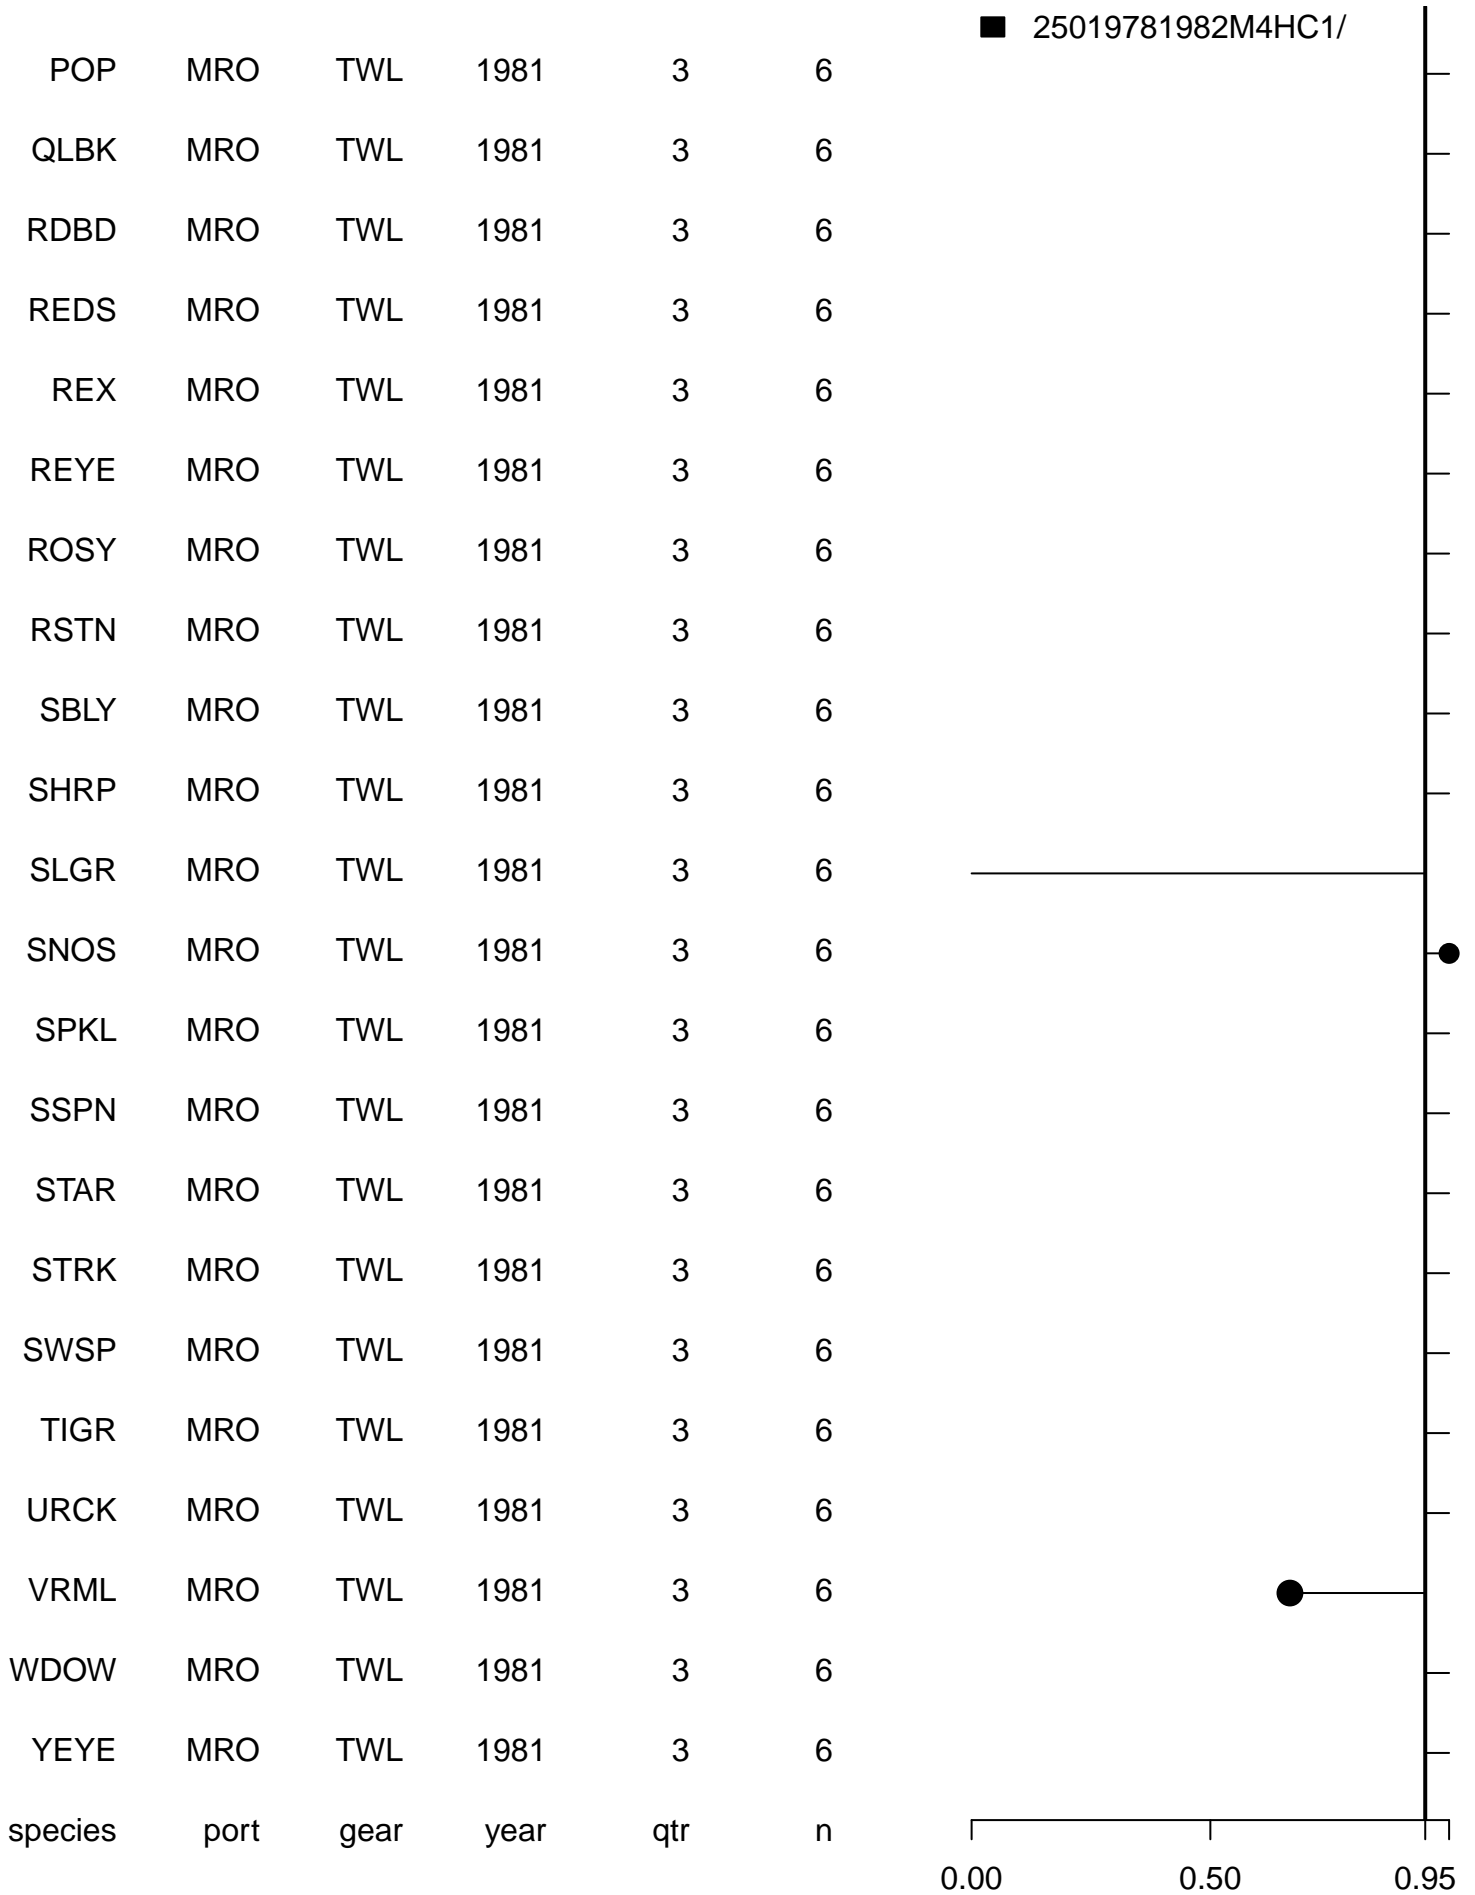 25019781982M4HC1/
POP MRO TWL 1981 3 6
QLBK MRO TWL 1981 3 6
RDBD MRO TWL 1981 3 6
REDS MRO TWL 1981 3 6
REX MRO TWL 1981 3 6
REYE MRO TWL 1981 3 6
ROSY MRO TWL 1981 3 6
RSTN MRO TWL 1981 3 6
SBLY MRO TWL 1981 3 6
SHRP MRO TWL 1981 3 6
SLGR MRO TWL 1981 3 6
SNOS MRO TWL 1981 3 6
SPKL MRO TWL 1981 3 6
SSPN MRO TWL 1981 3 6
STAR MRO TWL 1981 3 6
STRK MRO TWL 1981 3 6
SWSP MRO TWL 1981 3 6
TIGR MRO TWL 1981 3 6
URCK MRO TWL 1981 3 6
VRML MRO TWL 1981 3 6
WDOW MRO TWL 1981 3 6
YEYE MRO TWL 1981 3 6
species port gear year qtr n
0.00 0.50 0.95